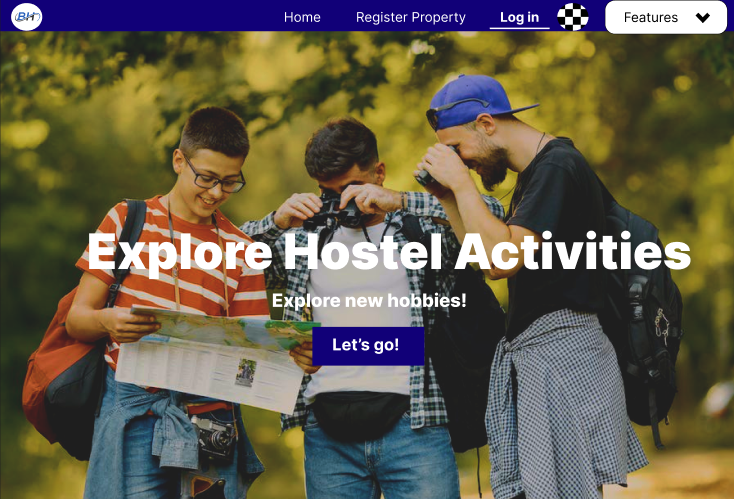 BH
Home
Register Property
Log in
Features
Explore Hostel Activities
Explore new hobbies!
Let's go!